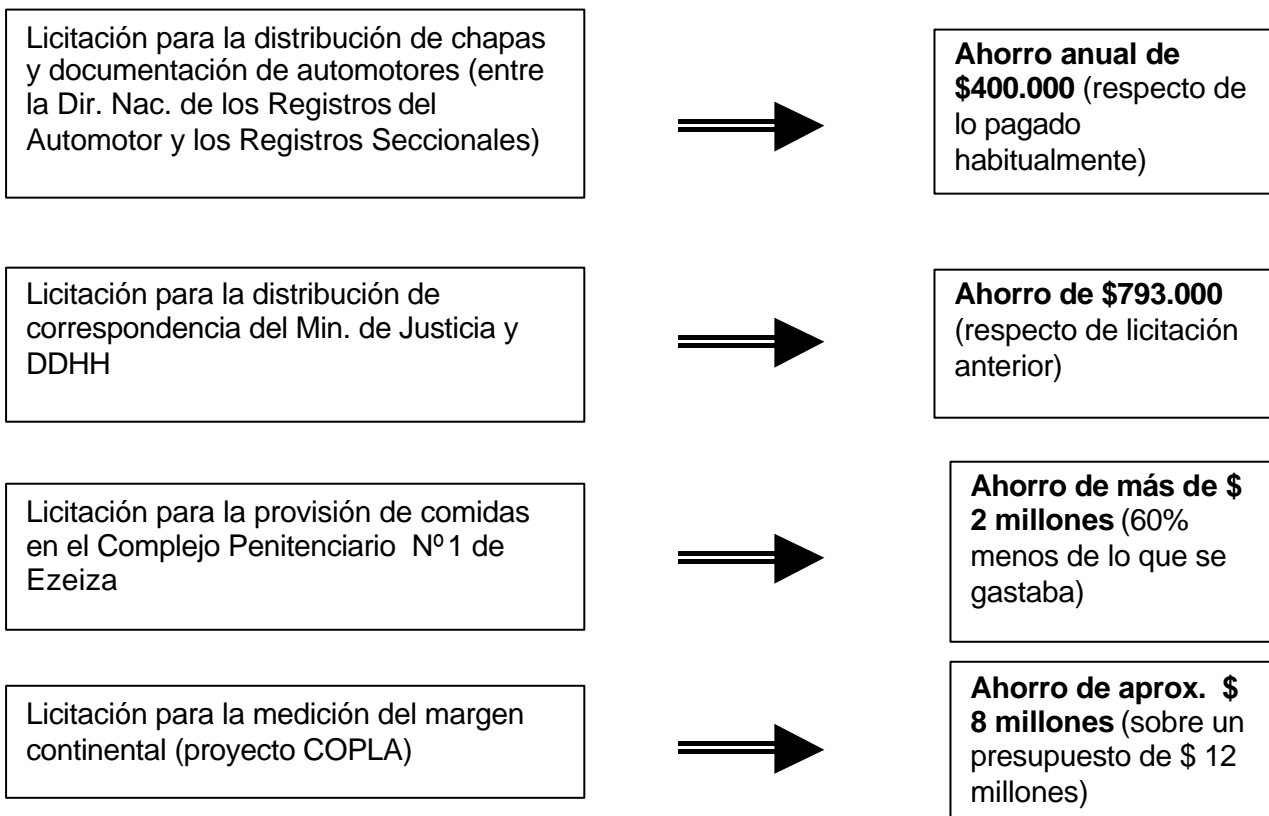 Licitación para la distribución de chapas
y documentación de automotores (entre
la Dir. Nac. de los Registros del
Automotor y los Registros Seccionales)
Ahorro anual de
$400.000 (respecto de
lo pagado
habitualmente)
Licitación para la distribución de
correspondencia del Min. de Justicia y
DDHH
Ahorro de $793.000
(respecto de licitación
anterior)
Licitación para la provisión de comidas
en el Complejo Penitenciario Nº 1 de
Ezeiza
Ahorro de más de $
2 millones (60%
menos de lo que se
gastaba)
Licitación para la medición del margen
continental (proyecto COPLA)
Ahorro de aprox. $
8 millones (sobre un
presupuesto de $ 12
millones)